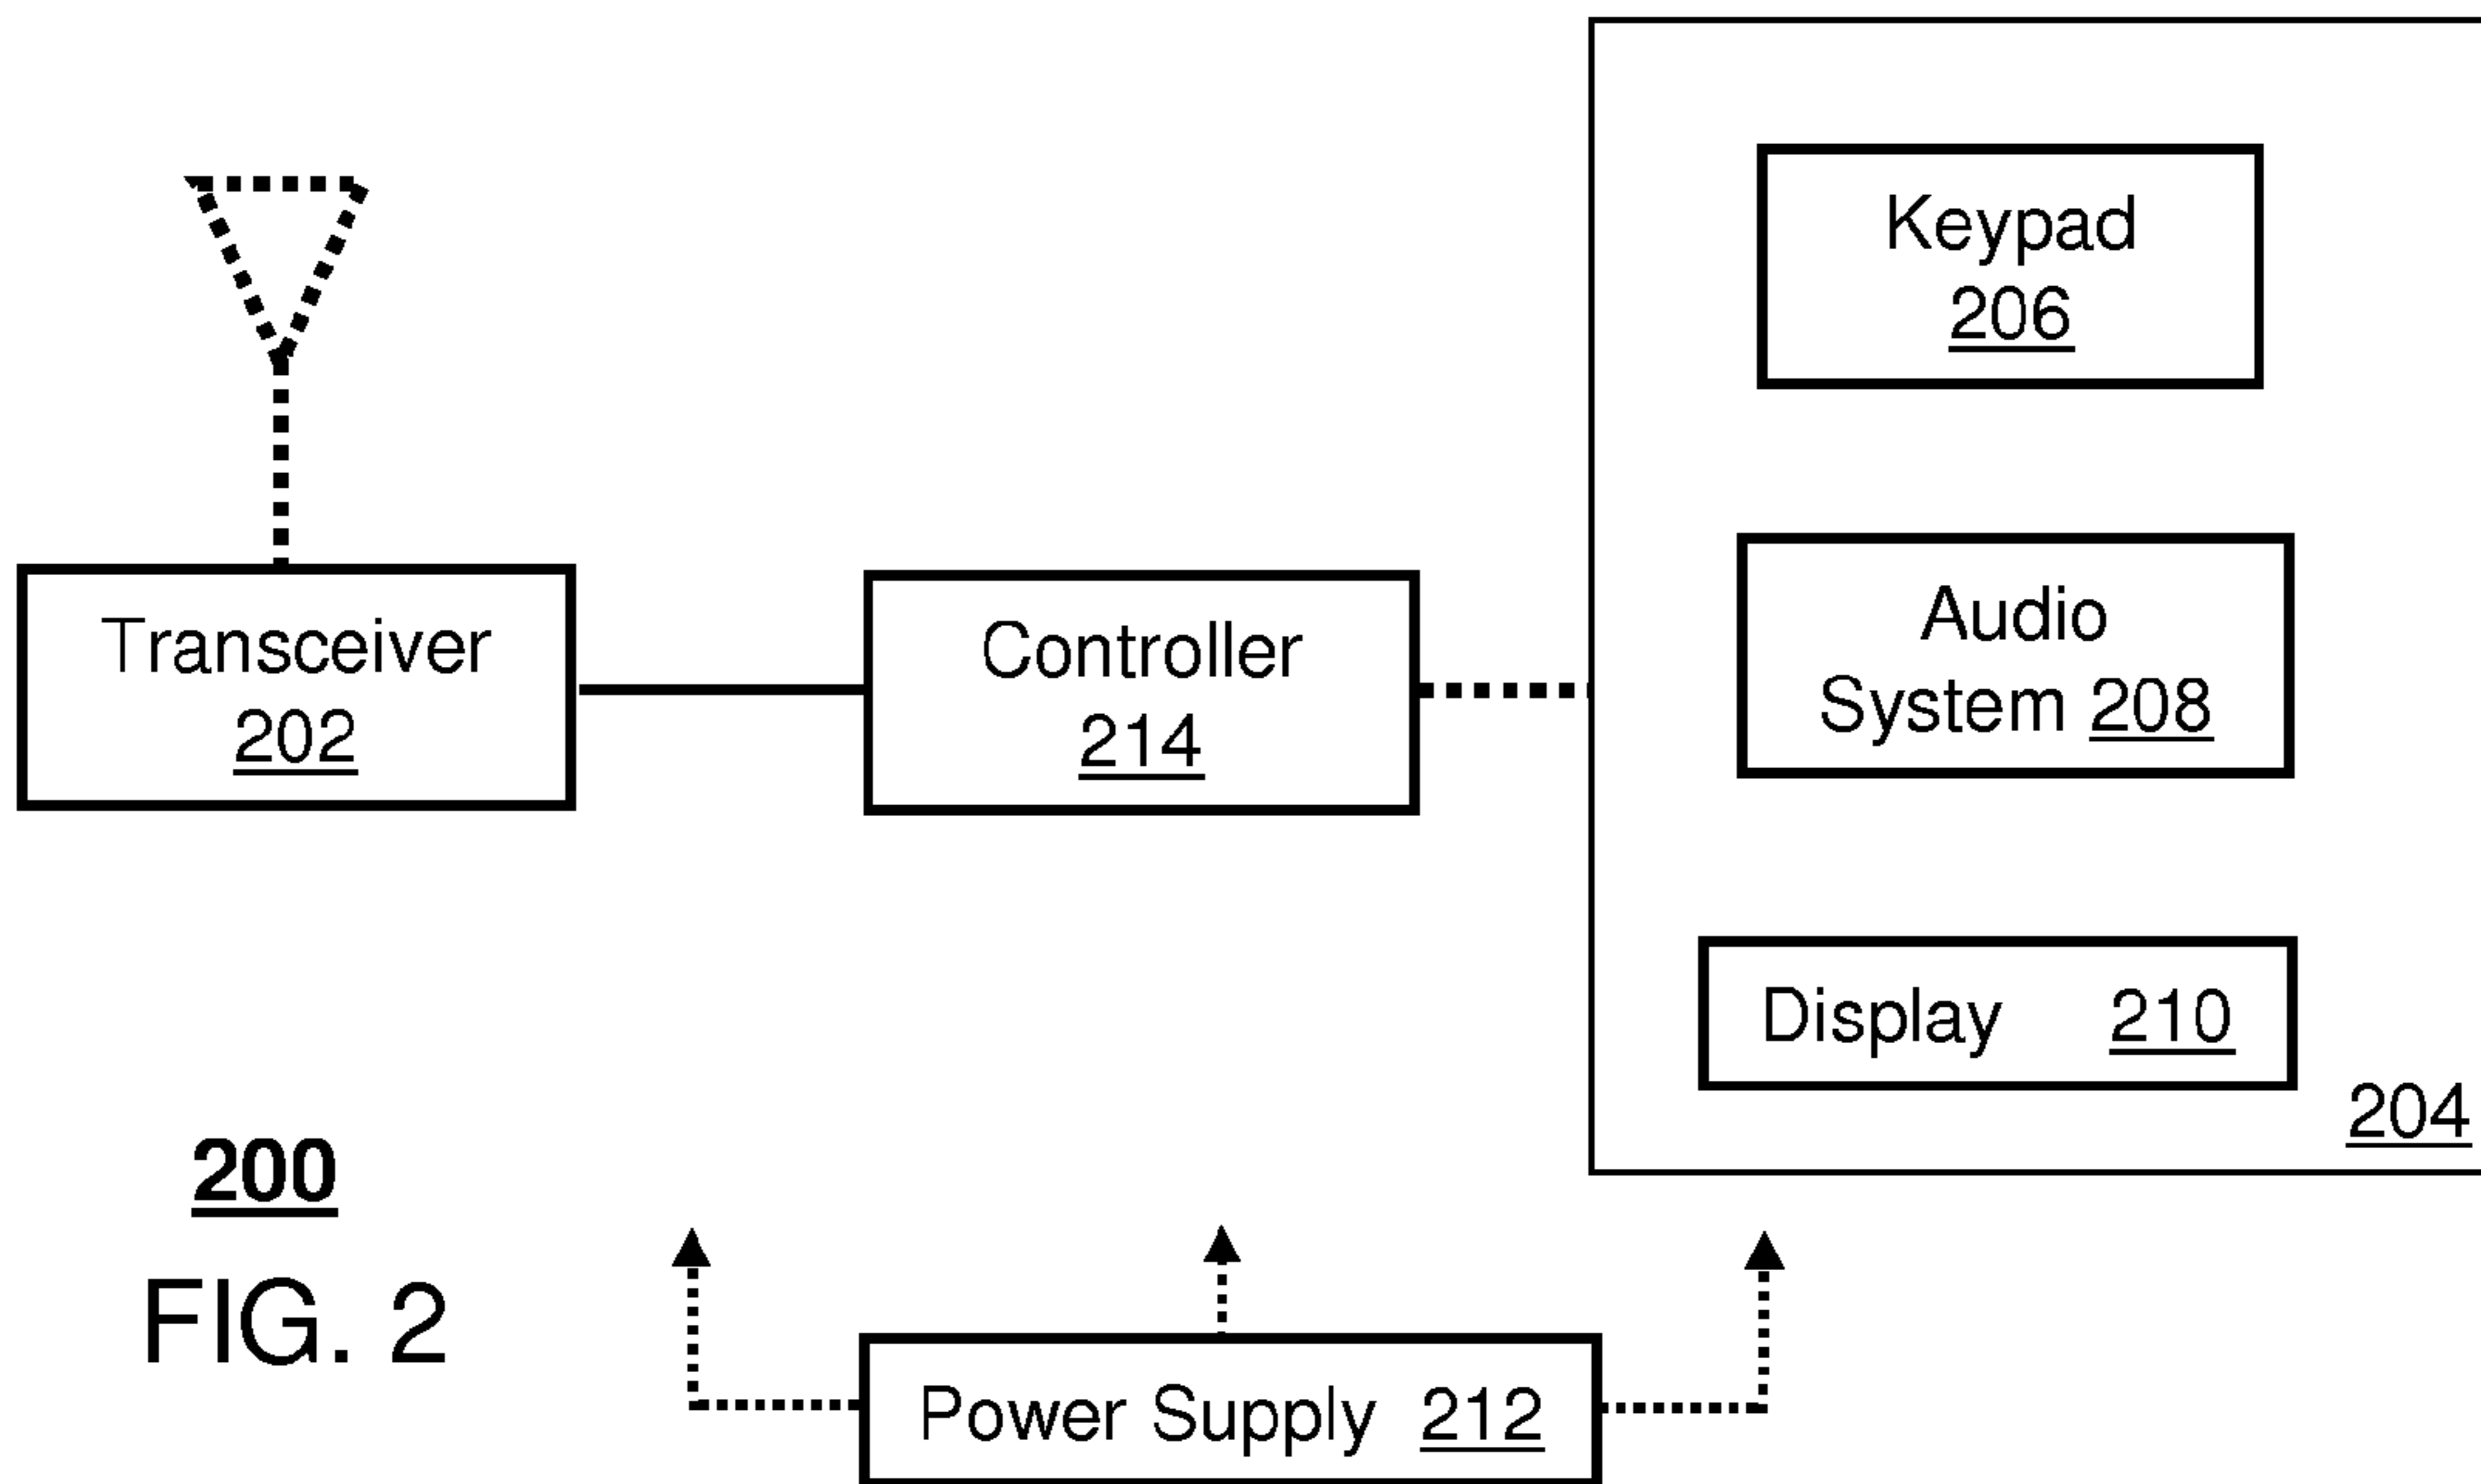 Keypad
206
Transceiver
202
Controller
214
Audio
System 208
Display 210
204
200
FIG. 2
Power Supply 212